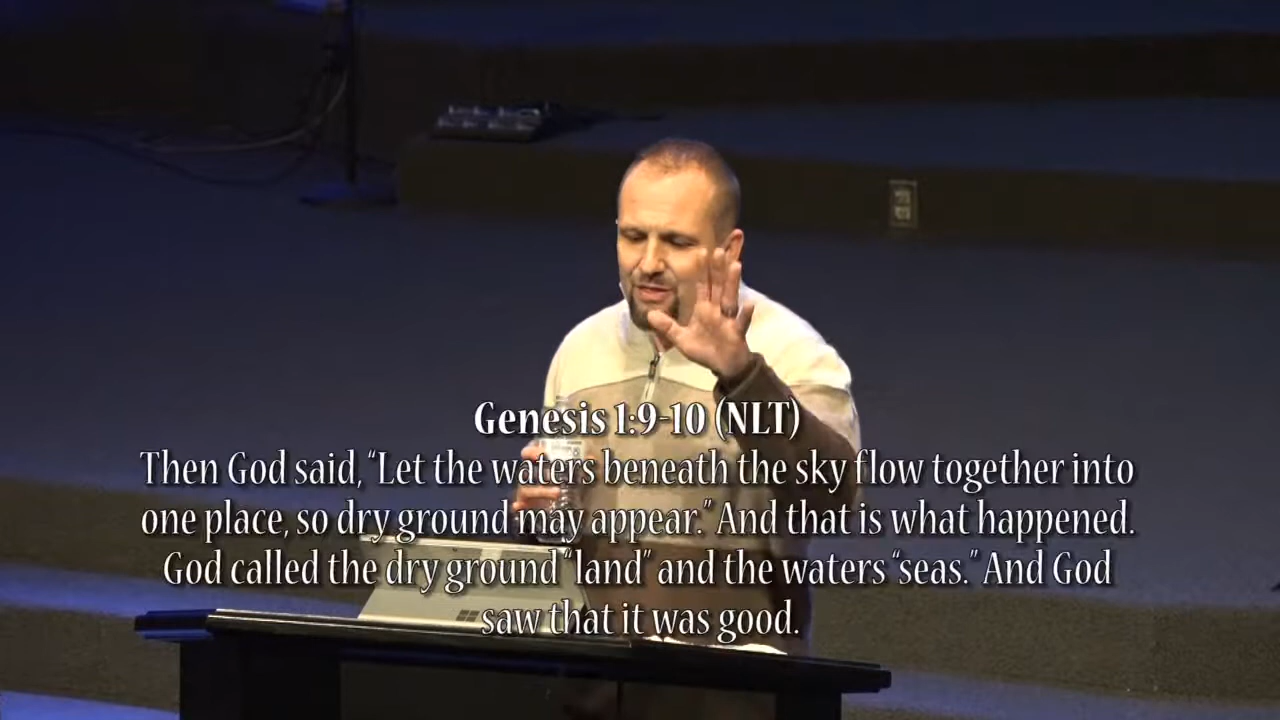 Genesis 1:9-10 (NLT)
Then God said, “Let the waters beneath the sky flow together into
one place, so dry ground may appear.” And that is what happened.
God called the dry ground “land” and the waters “seas.” And God
saw that it was good.